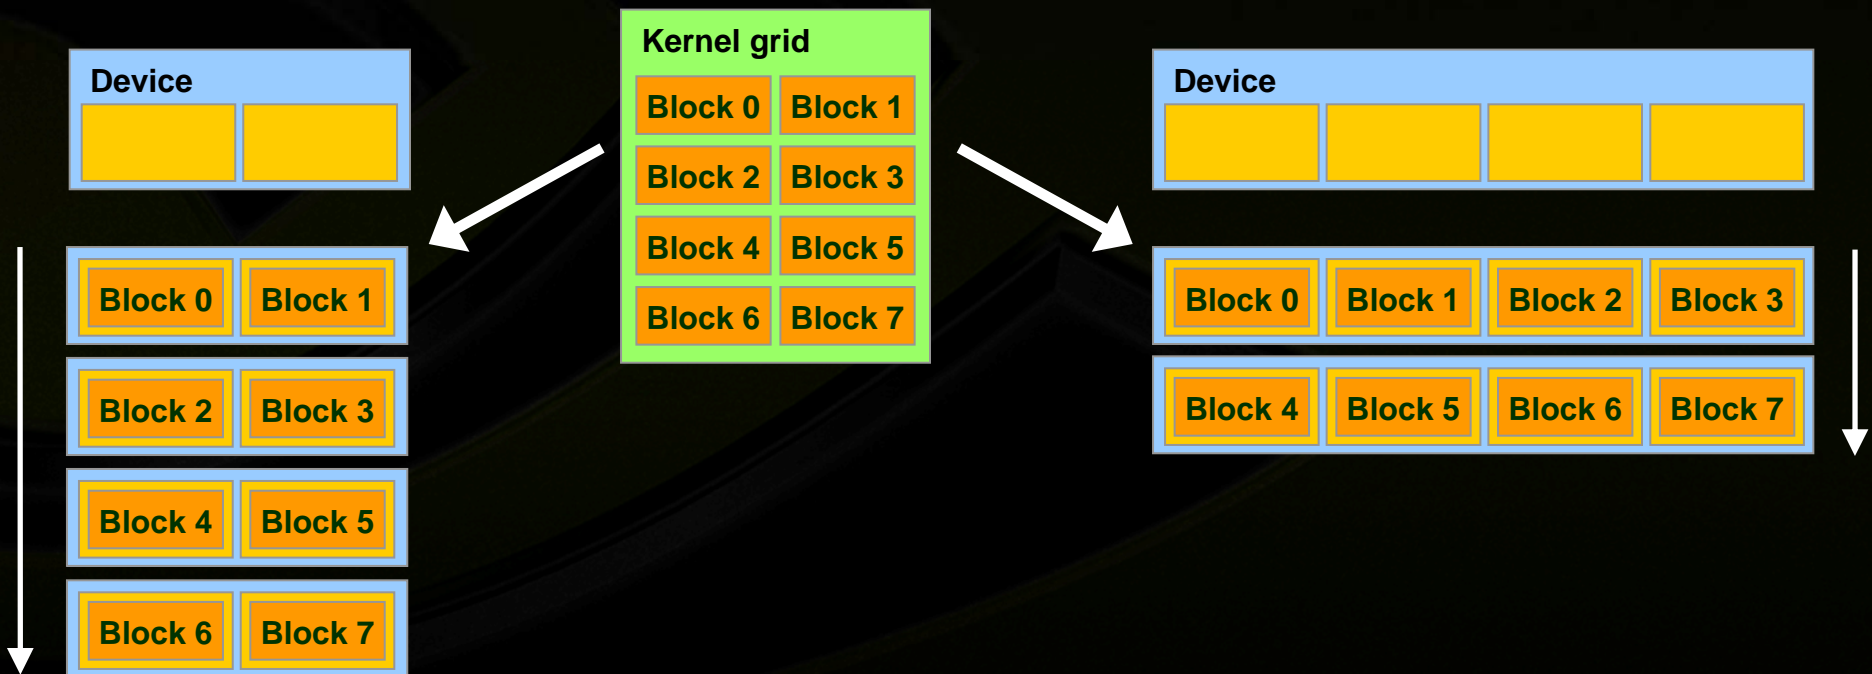 Kernel grid
Block 0 Block 1
Block 2 Block 3
Block 4 Block 5
Block 6 Block 7
Device
Block 0 Block 1
Block 2 Block 3
Block 4 Block 5
Block 6 Block 7
Device
Block 0 Block 1 Block 2 Block 3
Block 4 Block 5 Block 6 Block 7